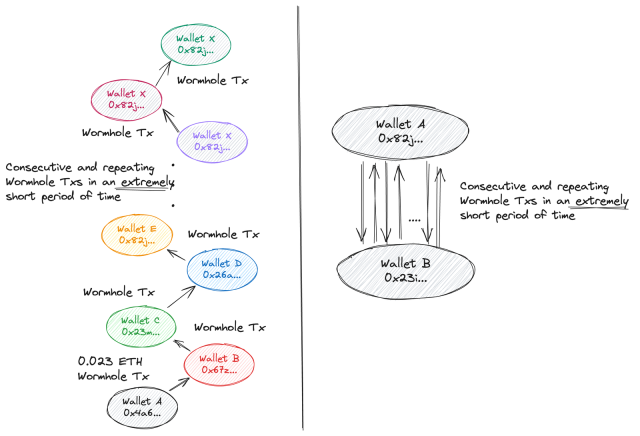 Wallet X
0x82j...
Wormhole Tx
Wallet X
0x82j...
Wormhole Tx
Wallet X
0x82j...
Consecutive and repeating
Wormhole Txs in an extremely
short period of time
Wallet E
0x82j...
Wormhole Tx
Wallet D
0x26a...
Wormhole Tx
Wallet C
0x23m...
Wormhole Tx
0.023 ETH
Wormhole Tx
Wallet B
0x67z...
Wallet A
0x4a6...
Wallet A
0x82j...
Consecutive and repeating
Wormhole Txs in an extremely
short period of time
....
Wallet B
0x23i...